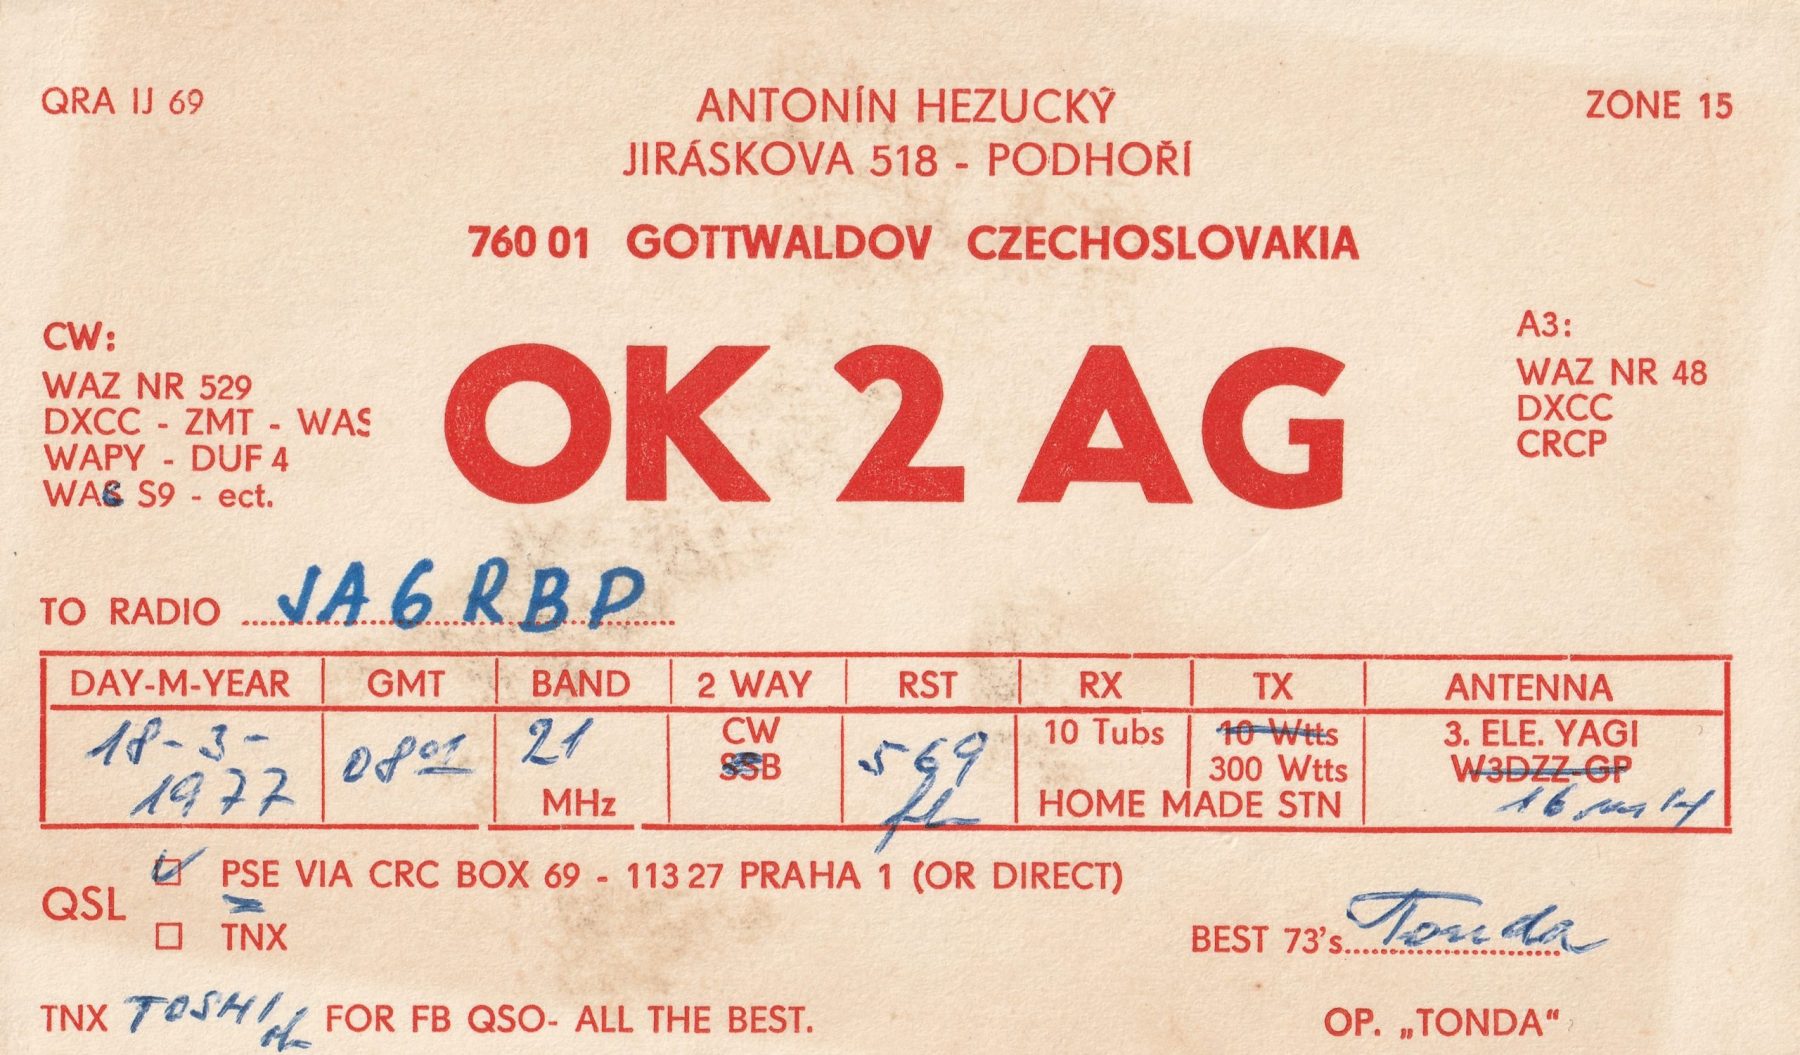 QRA IJ 69
ANTONÍN HEZUCKÝ
ZONE 15
JIRÁSKOVA 518 - PODHOŘÍ
760 01 GOTTWALDOV CZECHOSLOVAKIA
CW:
WAZ NR 529
DXCC - ZMT - WAS
WAPY - DUF 4
WA6 S9 - ect.
OK 2 AG
A3:
WAZ NR 48
DXCC
CRCP
TO RADIO JA6RBP
DAY-M-YEAR GMT BAND 2 WAY RST RX TX ANTENNA
18-3- 0801 21 CW 569 10 Tubs 10 Wtts 3. ELE. YAGI
1977 SSB 300 Wtts W3DZZ-GP
MHz HOME MADE STN 16 m H
QSL
PSE VIA CRC BOX 69 - 113 27 PRAHA 1 (OR DIRECT)
TNX
BEST 73's Tonda
TNX TOSHI FOR FB QSO- ALL THE BEST.
OP. „TONDA“